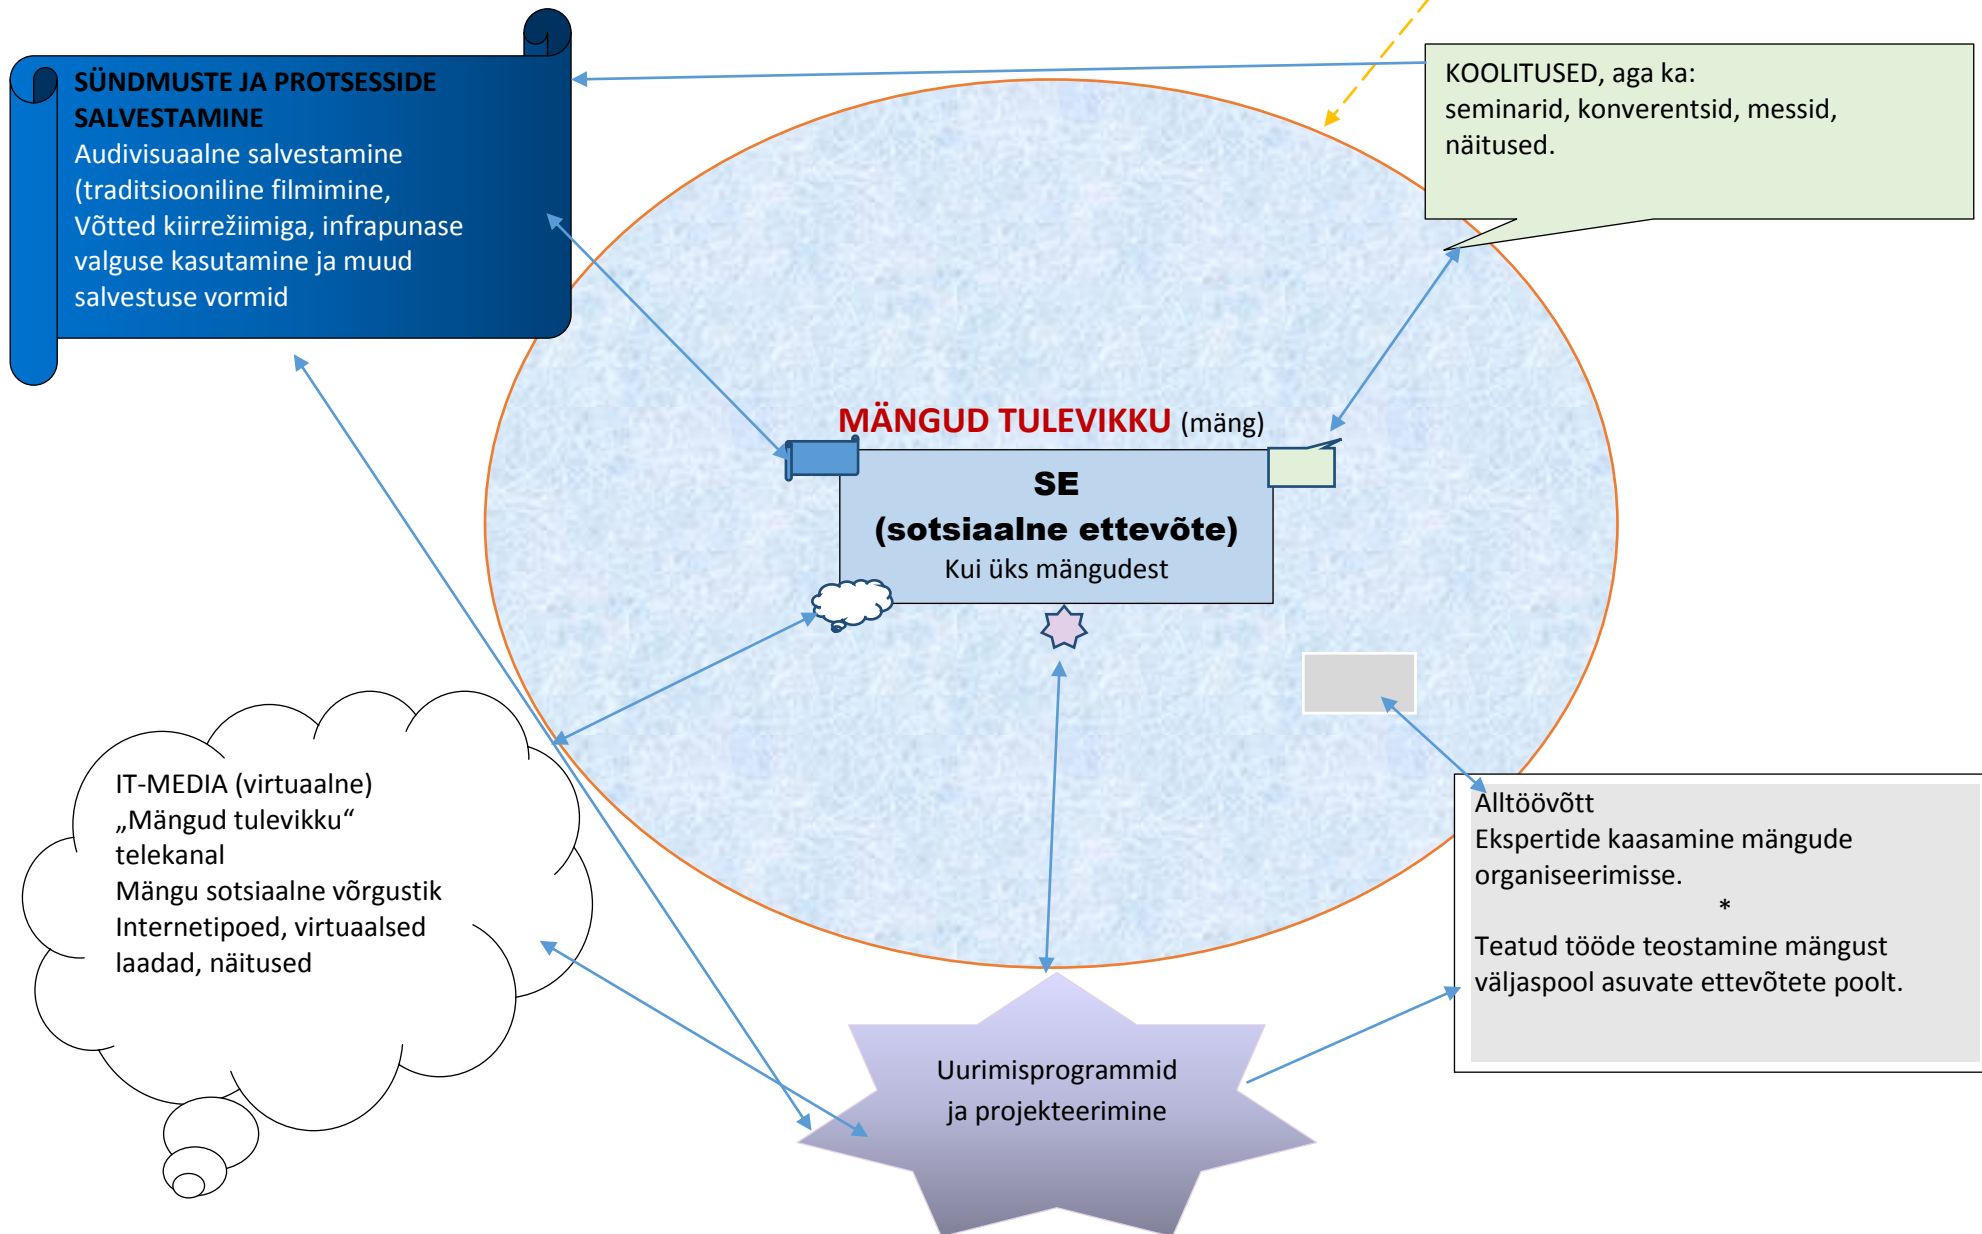 SÜNDMUSTE JA PROTSESSIDE
SALVESTAMINE
Audivisuaalne salvestamine
(traditsiooniline filmimine,
Võtted kiirrežiimiga, infrapunase
valguse kasutamine ja muud
salvestuse vormid
KOOLITUSED, aga ka:
seminarid, konverentsid, messid,
näitused.
MÄNGUD TULEVIKKU (mäng)
SE
(sotsiaalne ettevõte)
Kui üks mängudest
IT-MEDIA (virtuaalne)
„Mängud tulevikku“
telekanal
Mängu sotsiaalne võrgustik
Internetipoed, virtuaalsed
laadad, näitused
Alltöövõtt
Ekspertide kaasamine mängude
organiseerimisse.
*
Teatud tööde teostamine mängust
väljaspool asuvate ettevõtete poolt.
Uurimisprogrammid
ja projekteerimine